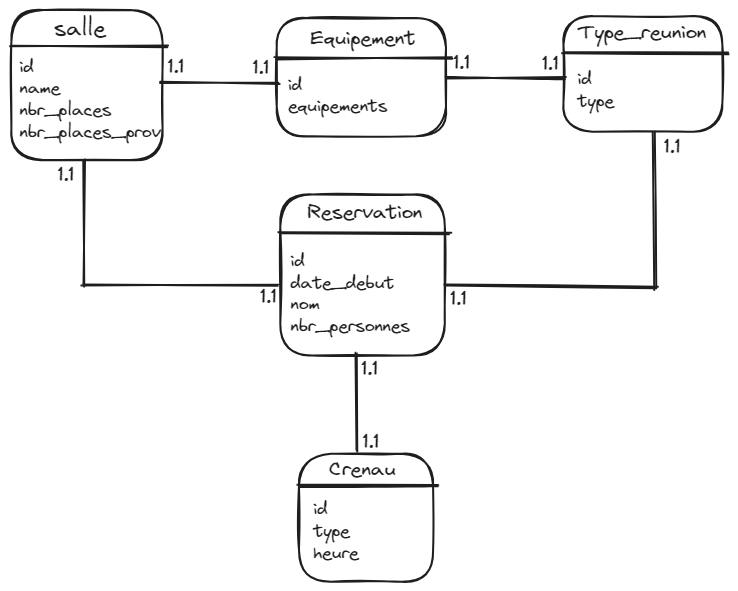 salle
id
name
nbr_places
nbr_places_prov
1.1
1.1
Equipement
id
equipements
1.1
1.1
Type_reunion
id
type
1.1
1.1
Reservation
id
date_debut
nom
nbr_personnes
1.1
1.1
1.1
1.1
Crenau
id
type
heure